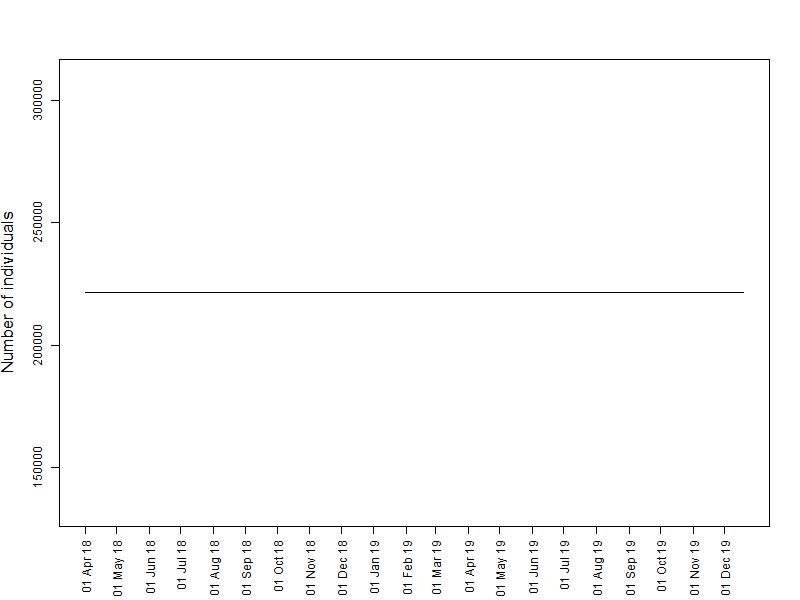 Number of individuals
300000
250000
200000
150000
01 Apr 18
01 May 18
01 Jun 18
01 Jul 18
01 Aug 18
01 Sep 18
01 Oct 18
01 Nov 18
01 Dec 18
01 Jan 19
01 Feb 19
01 Mar 19
01 Apr 19
01 May 19
01 Jun 19
01 Jul 19
01 Aug 19
01 Sep 19
01 Oct 19
01 Nov 19
01 Dec 19